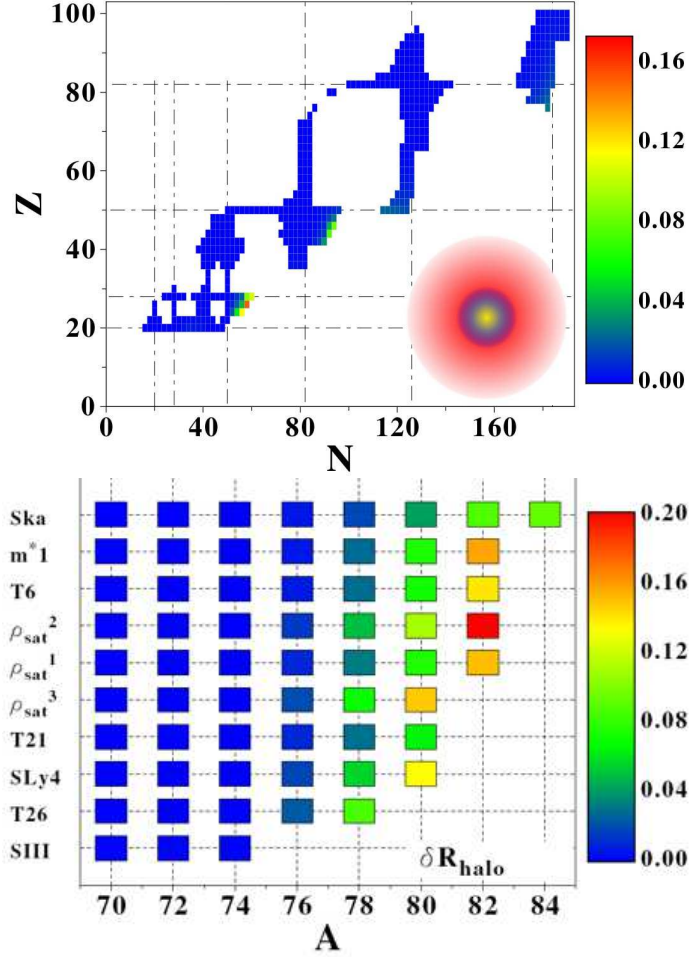 100
80
60
40
20
0
Z
0 40 80 120 160
N
0.16
0.12
0.08
0.04
0.00
Ska
m*1
T6
ρsat2
ρsat1
ρsat3
T21
SLy4
T26
SIII
δRhalo
70 72 74 76 78 80 82 84
A
0.20
0.16
0.12
0.08
0.04
0.00